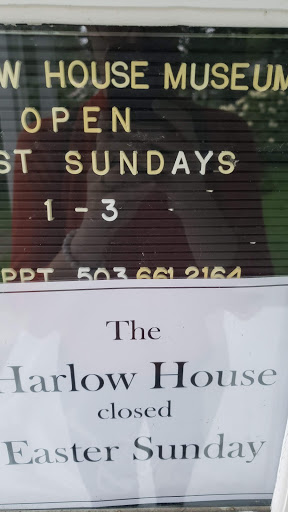 W HOUSE MUSEUM
OPEN
ST SUNDAYS
1 - 3
PPT 503 661 2164
The
Harlow House
closed
Easter Sunday